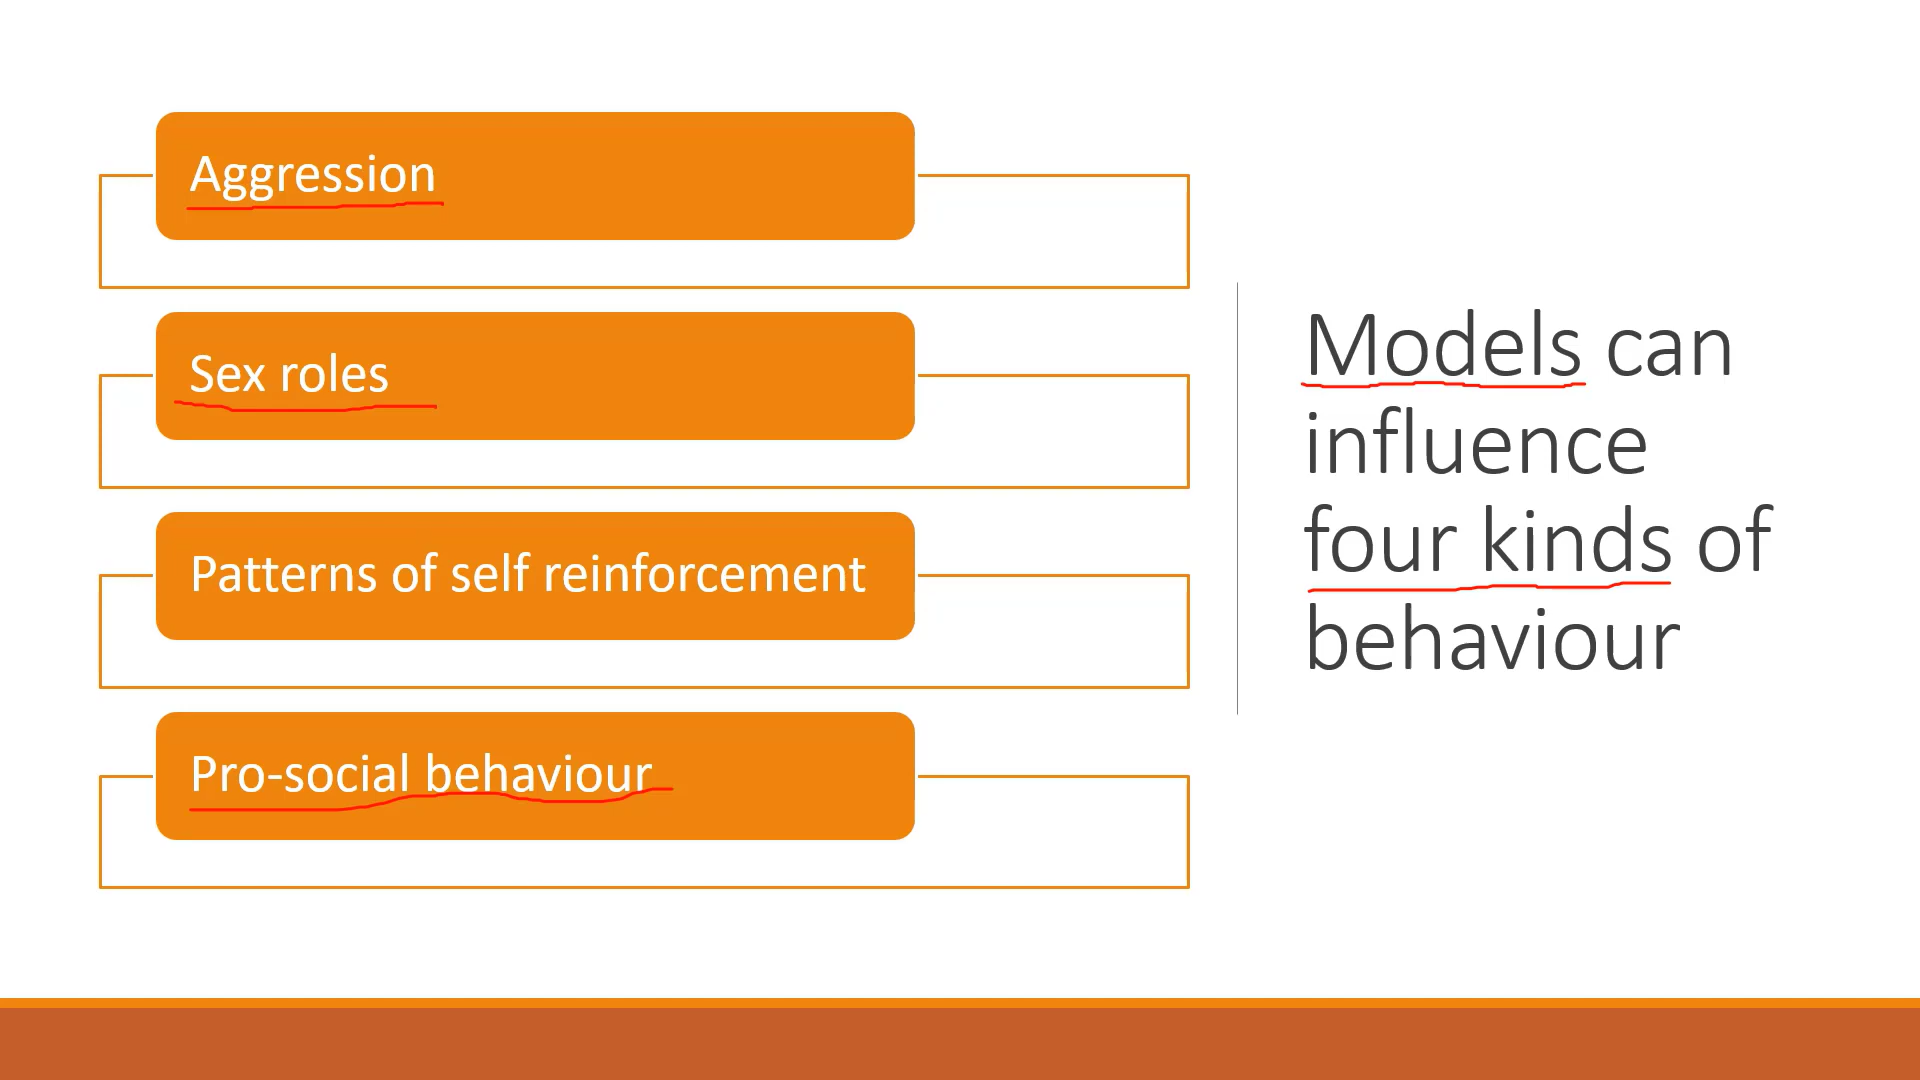 Aggression
Sex roles
Patterns of self reinforcement
Pro-social behaviour
Models can
influence
four kinds of
behaviour